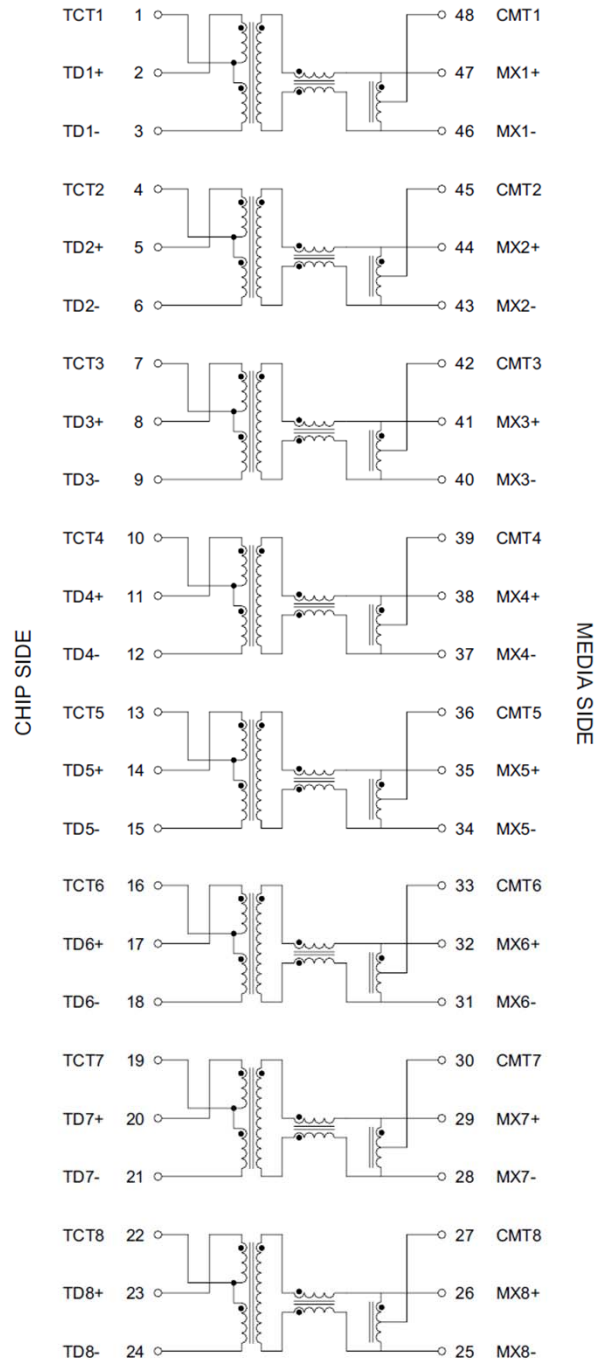 TCT1 1 48 CMT1
TD1+ 2 47 MX1+
TD1- 3 46 MX1-
TCT2 4 45 CMT2
TD2+ 5 44 MX2+
TD2- 6 43 MX2-
TCT3 7 42 CMT3
TD3+ 8 41 MX3+
TD3- 9 40 MX3-
TCT4 10 39 CMT4
TD4+ 11 38 MX4+
TD4- 12 37 MX4-
CHIP SIDE
MEDIA SIDE
TCT5 13 36 CMT5
TD5+ 14 35 MX5+
TD5- 15 34 MX5-
TCT6 16 33 CMT6
TD6+ 17 32 MX6+
TD6- 18 31 MX6-
TCT7 19 30 CMT7
TD7+ 20 29 MX7+
TD7- 21 28 MX7-
TCT8 22 27 CMT8
TD8+ 23 26 MX8+
TD8- 24 25 MX8-